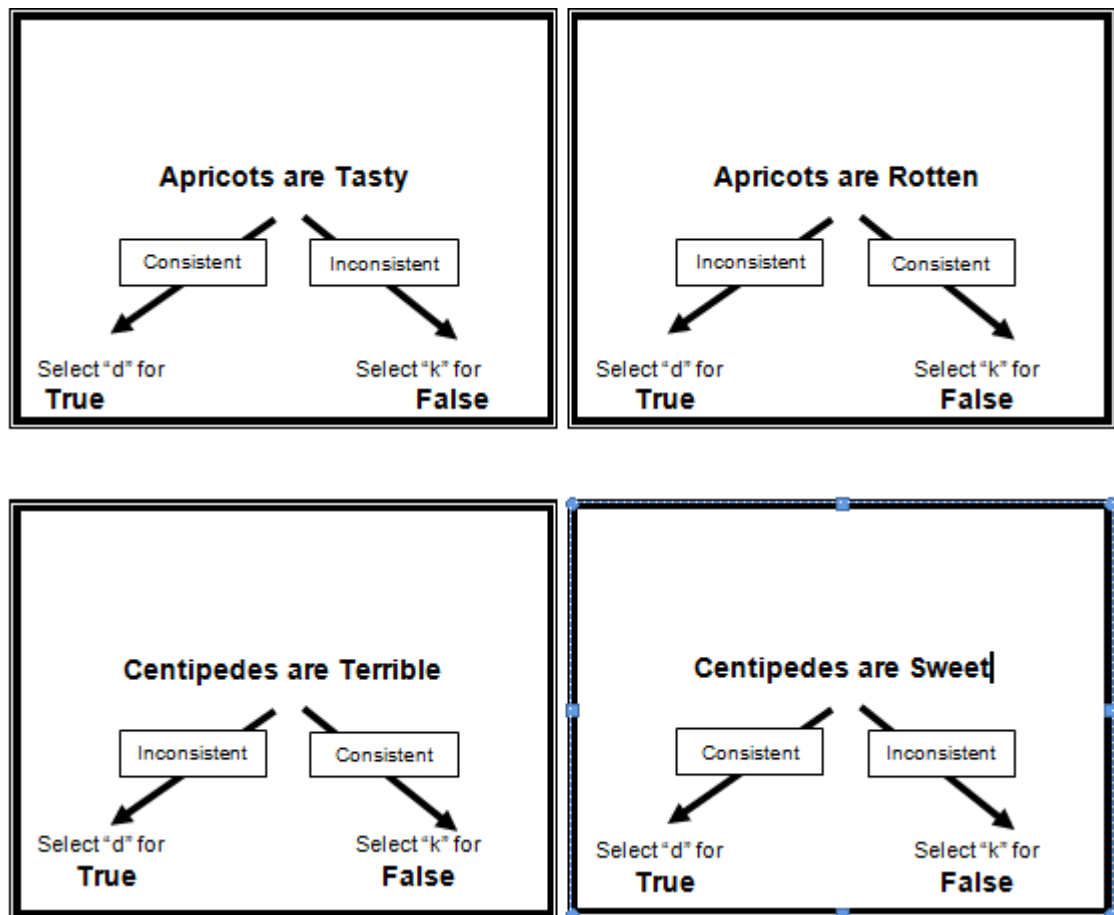 Apricots are Tasty
Consistent
Inconsistent
Select “d” for
True
Select “k” for
False
Apricots are Rotten
Inconsistent
Consistent
Select “d” for
True
Select “k” for
False
Centipedes are Terrible
Inconsistent
Consistent
Select “d” for
True
Select “k” for
False
Centipedes are Sweet
Consistent
Inconsistent
Select “d” for
True
Select “k” for
False